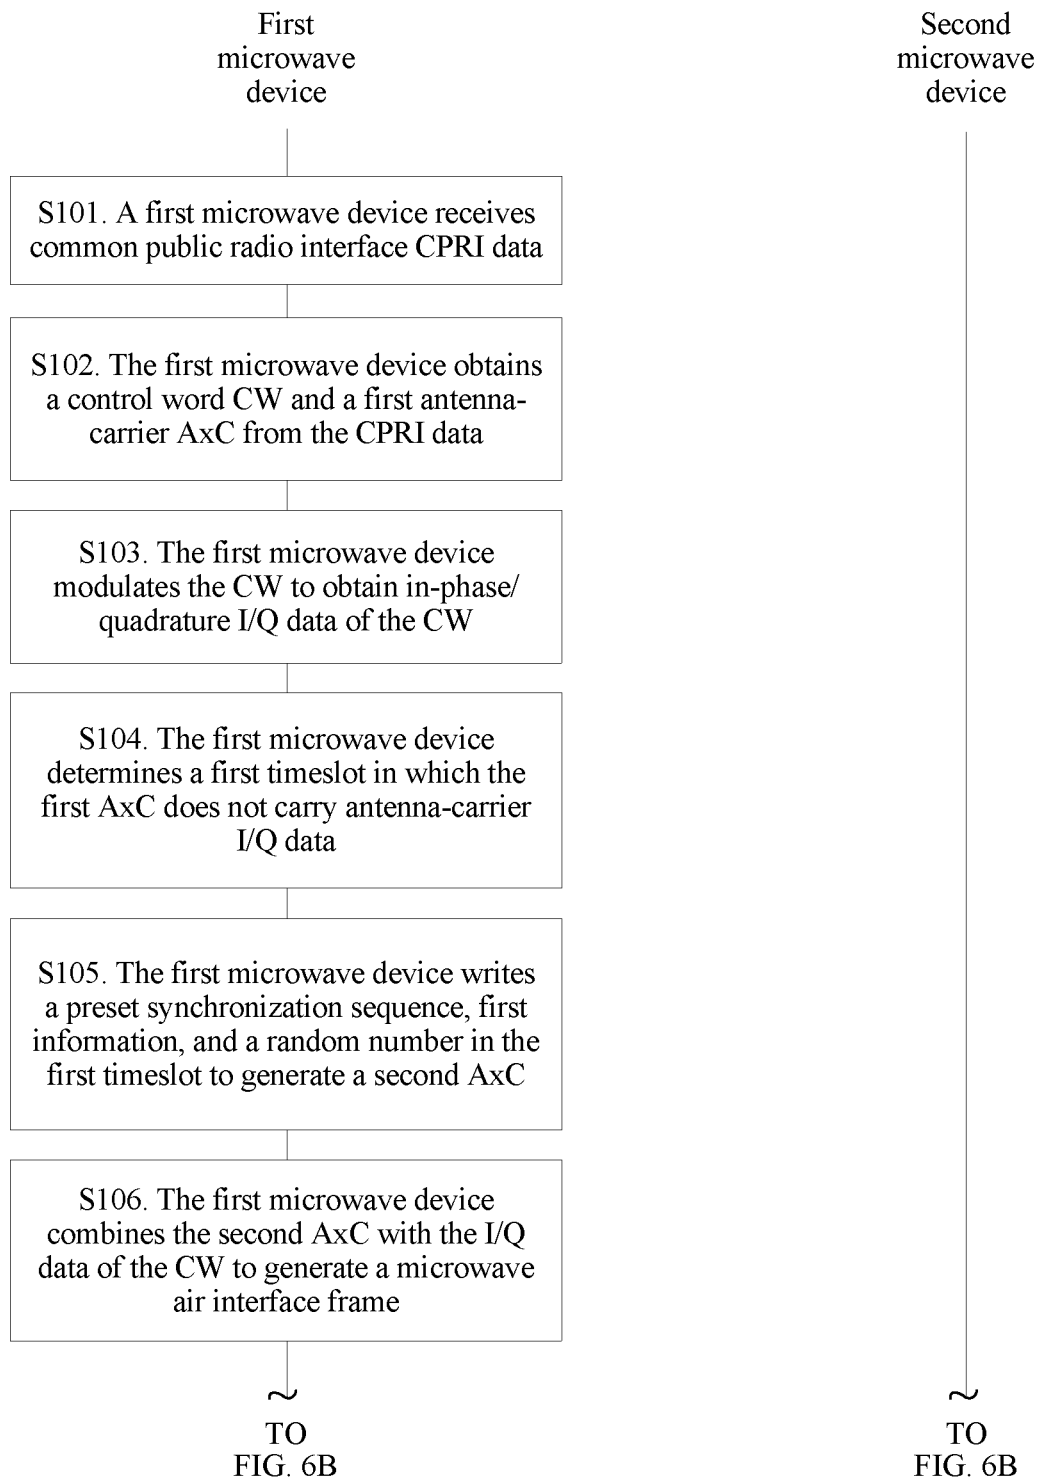 First
microwave
device
Second
microwave
device
S101. A first microwave device receives
common public radio interface CPRI data
S102. The first microwave device obtains
a control word CW and a first antenna-
carrier AxC from the CPRI data
S103. The first microwave device
modulates the CW to obtain in-phase/
quadrature I/Q data of the CW
S104. The first microwave device
determines a first timeslot in which the
first AxC does not carry antenna-carrier
I/Q data
S105. The first microwave device writes
a preset synchronization sequence, first
information, and a random number in the
first timeslot to generate a second AxC
S106. The first microwave device
combines the second AxC with the I/Q
data of the CW to generate a microwave
air interface frame
TO
FIG. 6B
TO
FIG. 6B